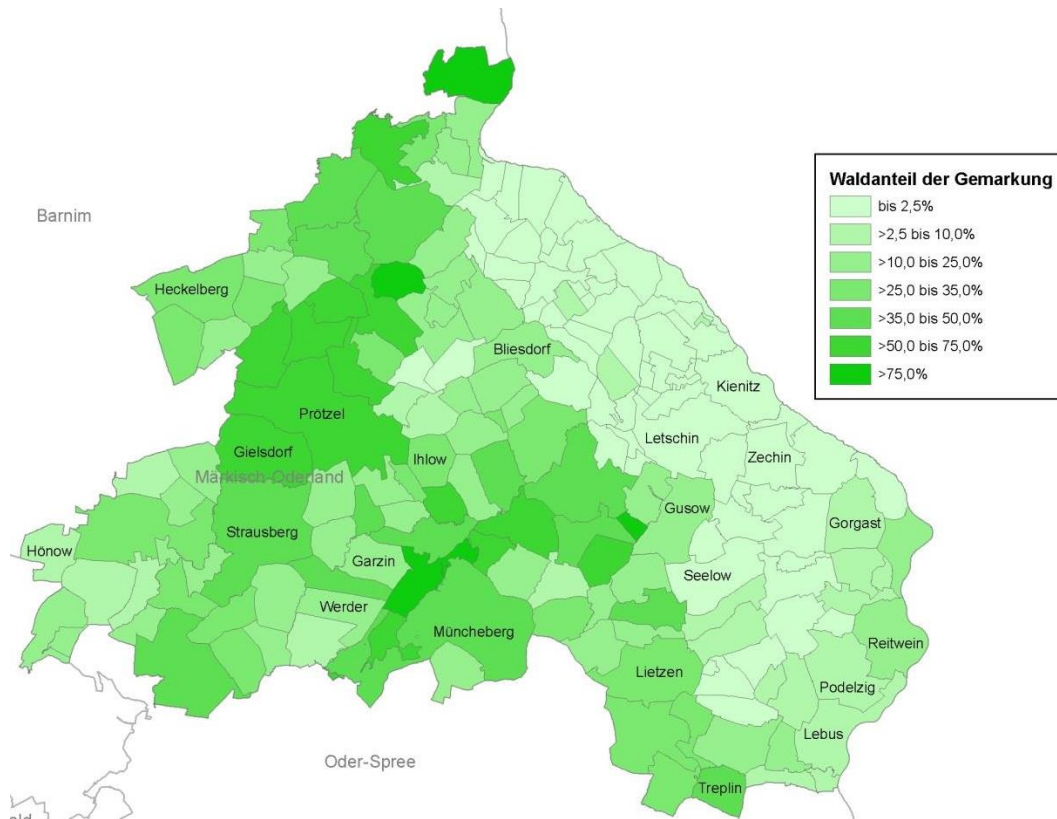 Barnim
Waldanteil der Gemarkung
bis 2,5%
>2,5 bis 10,0%
>10,0 bis 25,0%
>25,0 bis 35,0%
>35,0 bis 50,0%
>50,0 bis 75,0%
>75,0%
Heckelberg
Bliesdorf
Kienitz
Prötzel
Letschin
Gielsdorf
Ihlow
Zechin
Märkisch-Oderland
Gusow
Strausberg
Gorgast
Hönow
Garzin
Seelow
Werder
Müncheberg
Reitwein
Lietzen
Podelzig
Lebus
Oder-Spree
Treplin